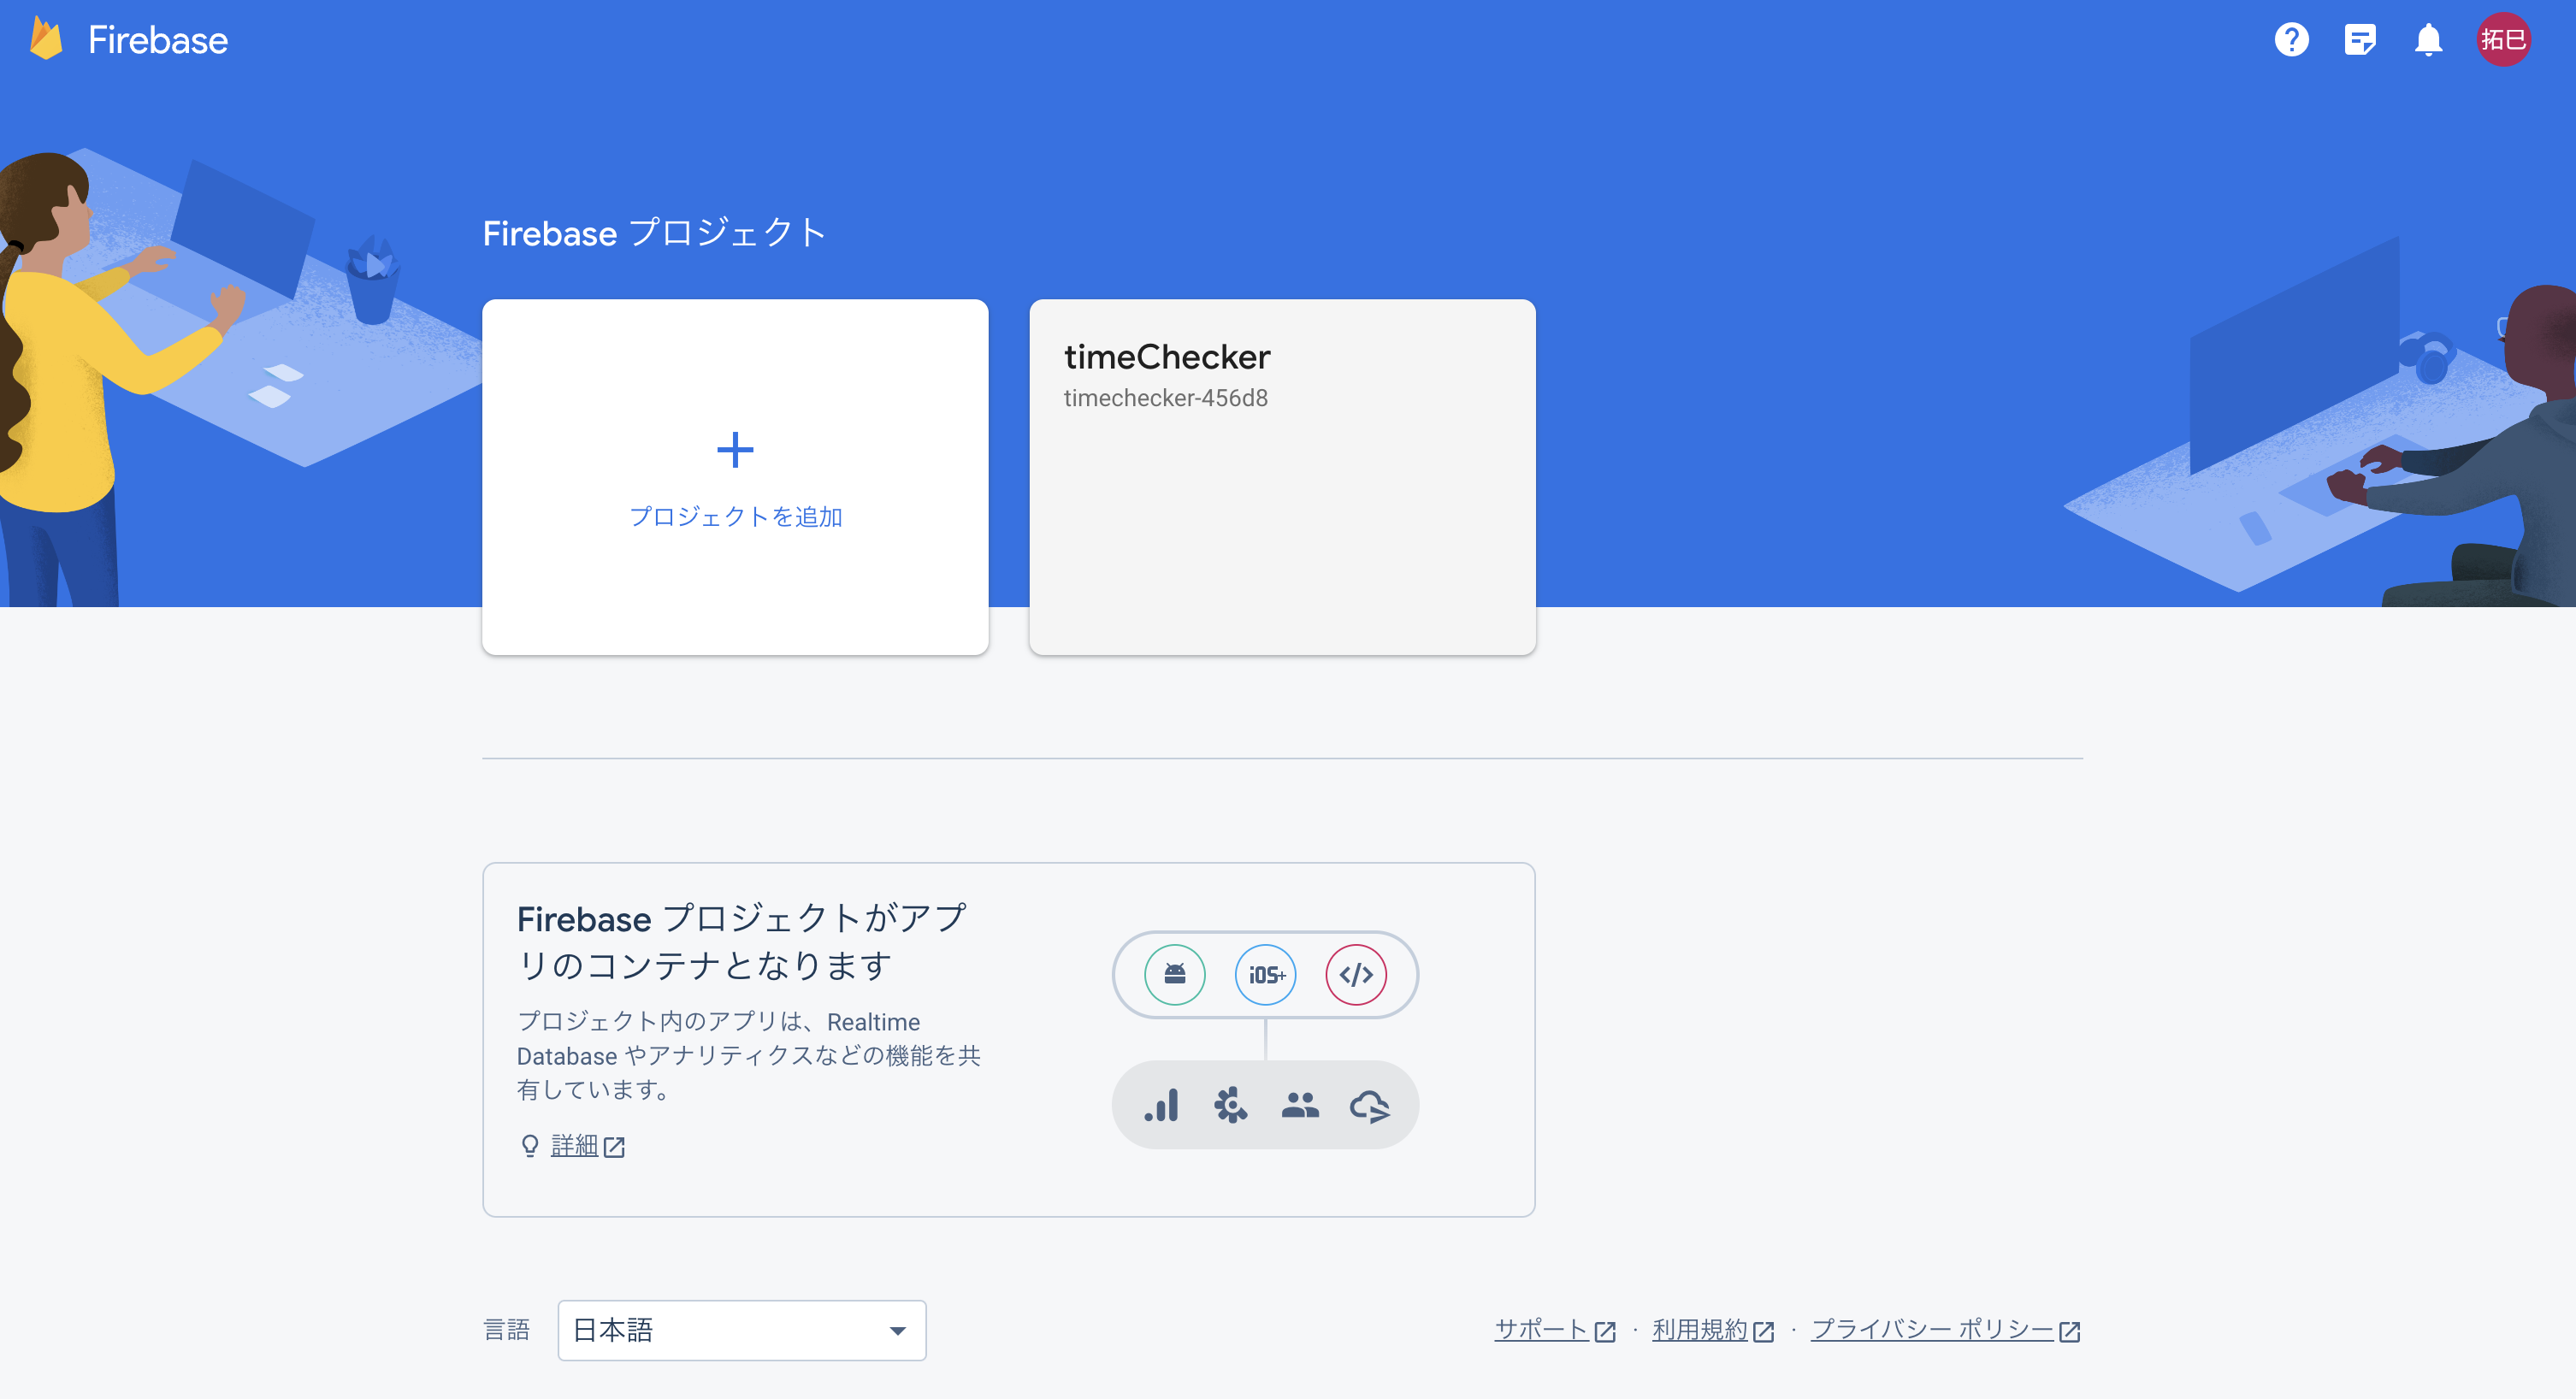 Firebase
拓巳
Firebase プロジェクト
プロジェクトを追加
timeChecker
timechecker-456d8
Firebase プロジェクトがアプ
リのコンテナとなります
プロジェクト内のアプリは、Realtime
Database やアナリティクスなどの機能を共
有しています。
詳細
iOS+
言語
日本語
サポート · 利用規約 · プライバシー ポリシー